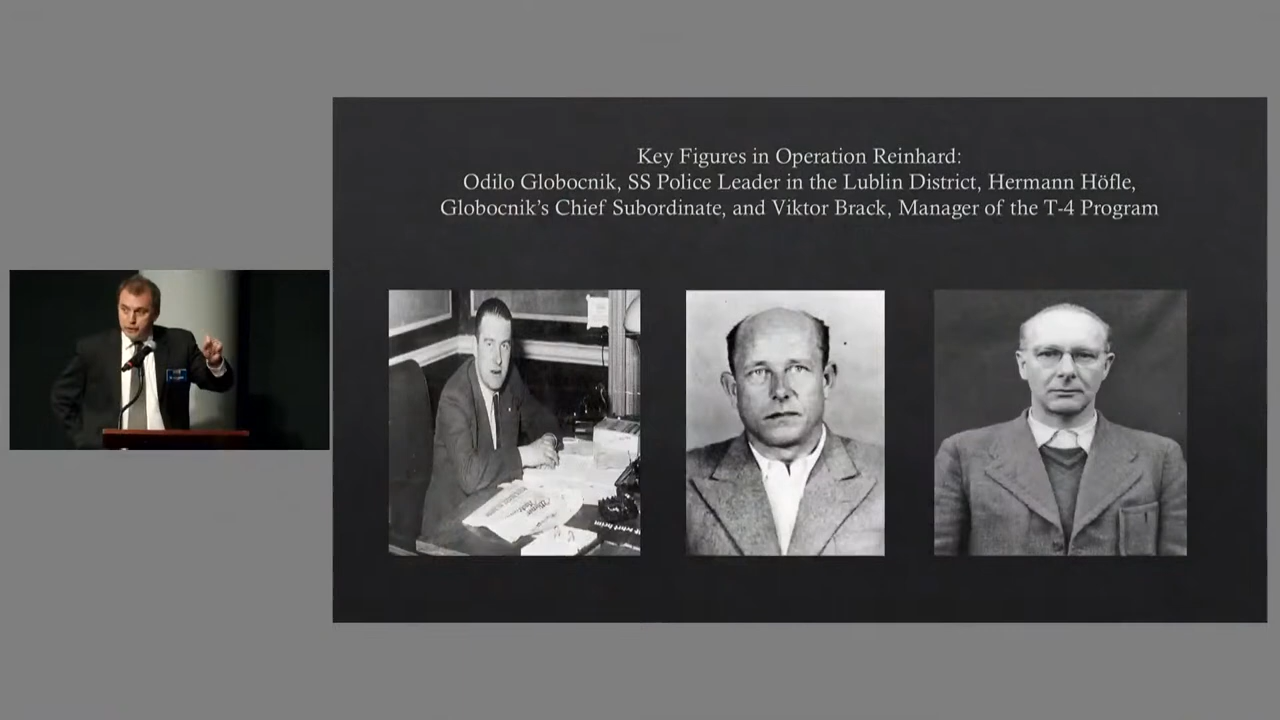 Key Figures in Operation Reinhard:
Odilo Globocnik, SS Police Leader in the Lublin District, Hermann Höfle,
Globocnik’s Chief Subordinate, and Viktor Brack, Manager of the T-4 Program